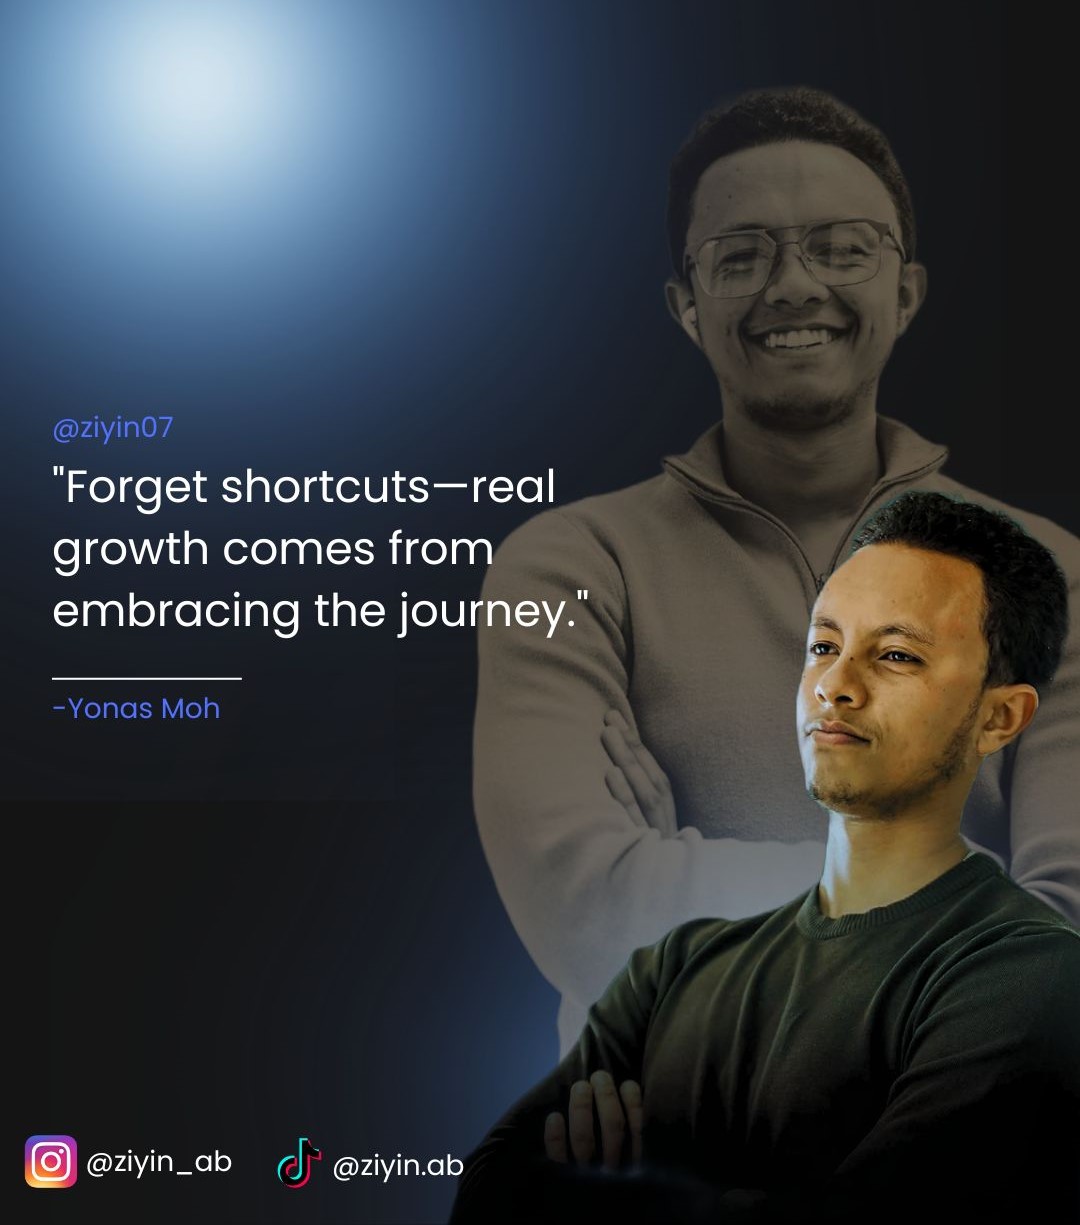 @ziyin07
"Forget shortcuts—real
growth comes from
embracing the journey."
-Yonas Moh
@ziyin_ab
@ziyin.ab